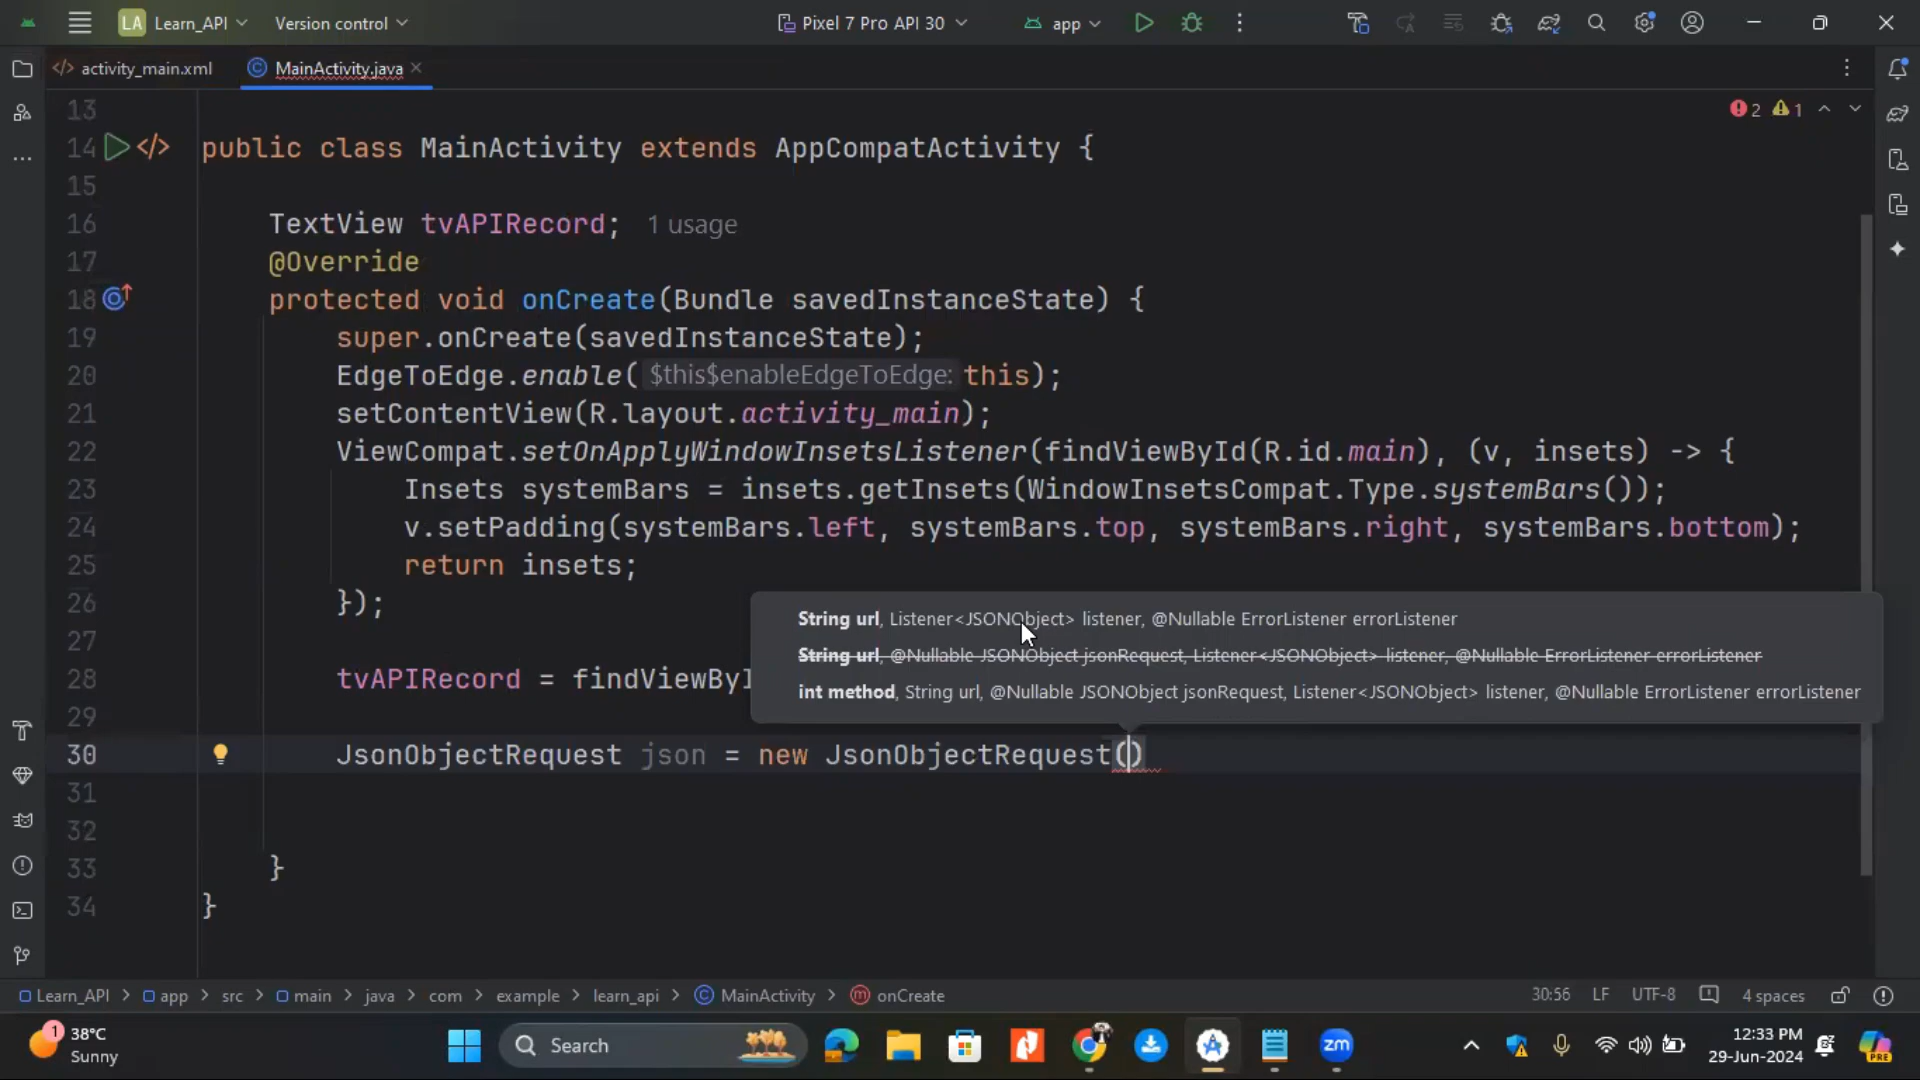 LA Learn_API Version control Pixel 7 Pro API 30 app
activity_main.xml MainActivity.java
13
14 public class MainActivity extends AppCompatActivity { 2 1
15
16 TextView tvAPIRecord; 1 usage
17 @Override
18 protected void onCreate(Bundle savedInstanceState) {
19 super.onCreate(savedInstanceState);
20 EdgeToEdge.enable( $this$enableEdgeToEdge: this);
21 setContentView(R.layout.activity_main);
22 ViewCompat.setOnApplyWindowInsetsListener(findViewById(R.id.main), (v, insets) -> {
23 Insets systemBars = insets.getInsets(WindowInsetsCompat.Type.systemBars());
24 v.setPadding(systemBars.left, systemBars.top, systemBars.right, systemBars.bottom);
25 return insets;
26 });
String url, Listener<JSONObject> listener, @Nullable ErrorListener errorListener
27
String url, @Nullable JSONObject jsonRequest, Listener<JSONObject> listener, @Nullable ErrorListener errorListener
28 tvAPIRecord = findViewByI
int method, String url, @Nullable JSONObject jsonRequest, Listener<JSONObject> listener, @Nullable ErrorListener errorListener
29
30 JsonObjectRequest json = new JsonObjectRequest()
31
32
33 }
34 }
Learn_API > app > src > main > java > com > example > learn_api > MainActivity > onCreate 30:56 LF UTF-8 4 spaces
1 38°C
Sunny
Search
zm
12:33 PM
29-Jun-2024
PRE